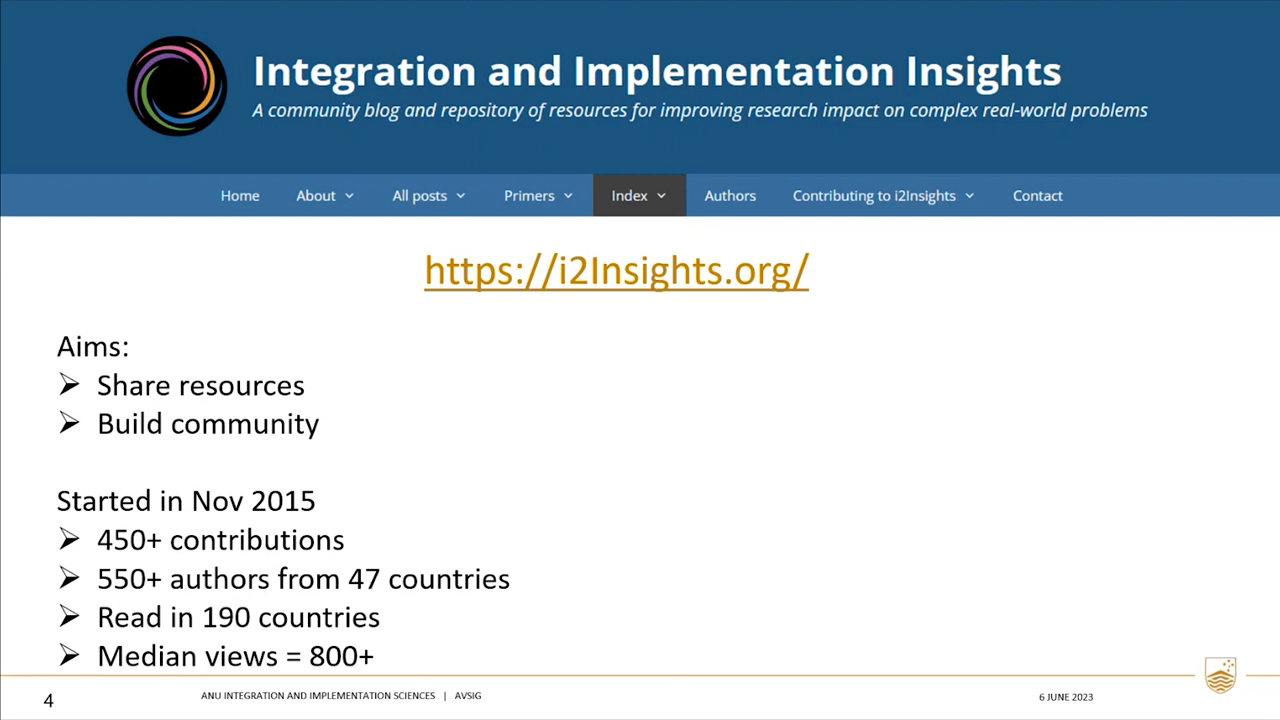 Integration and Implementation Insights
A community blog and repository of resources for improving research impact on complex real-world problems
Home About All posts Primers Index Authors Contributing to i2Insights Contact
https://i2Insights.org/
Aims:
➢ Share resources
➢ Build community
Started in Nov 2015
➢ 450+ contributions
➢ 550+ authors from 47 countries
➢ Read in 190 countries
➢ Median views = 800+
4 ANU INTEGRATION AND IMPLEMENTATION SCIENCES | AVSIG 6 JUNE 2023